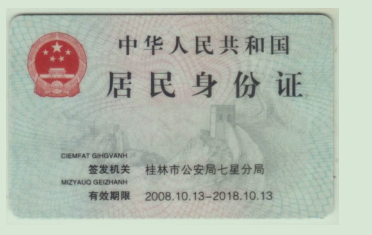 中华人民共和国
居民身份证
CIEMFAT GIHGVANH
签发机关 桂林市公安局七星分局
MIZYAUQ GEIZHANH
有效期限 2008.10.13-2018.10.13